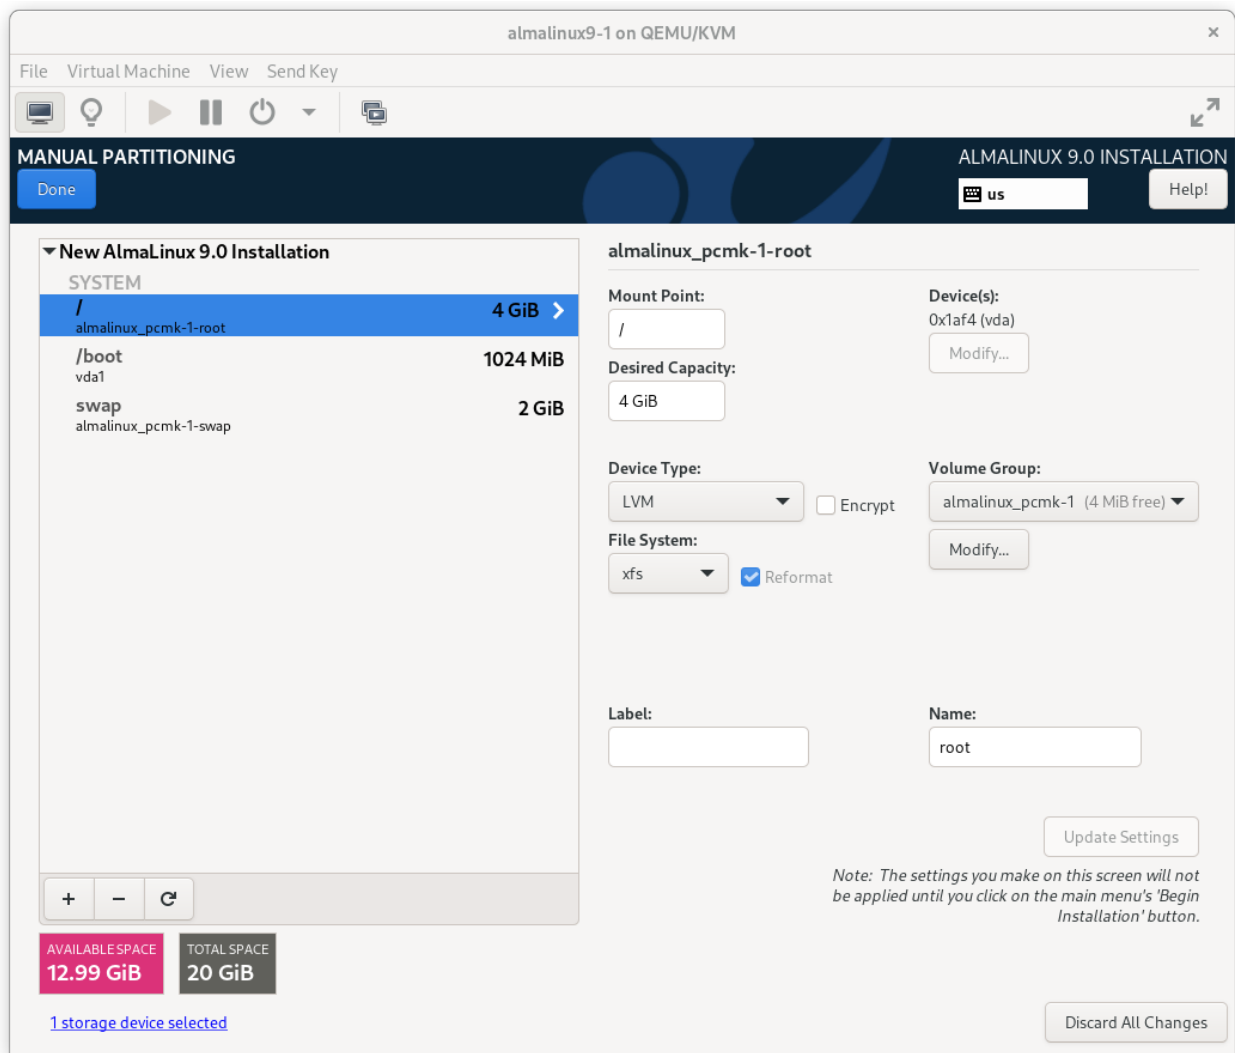 almalinux9-1 on QEMU/KVM
File Virtual Machine View Send Key
MANUAL PARTITIONING
ALMALINUX 9.0 INSTALLATION
Done
us
Help!
New AlmaLinux 9.0 Installation
SYSTEM
/
4 GiB
almalinux_pcmk-1-root
/boot
1024 MiB
vda1
swap
2 GiB
almalinux_pcmk-1-swap
almalinux_pcmk-1-root
Mount Point:
/
Device(s):
0x1af4 (vda)
Modify...
Desired Capacity:
4 GiB
Device Type:
LVM
Encrypt
Volume Group:
almalinux_pcmk-1 (4 MiB free)
Modify...
File System:
xfs
Reformat
Label:
Name:
root
Update Settings
Note: The settings you make on this screen will not
be applied until you click on the main menu's 'Begin
Installation' button.
+ −
AVAILABLE SPACE
12.99 GiB
TOTAL SPACE
20 GiB
1 storage device selected
Discard All Changes